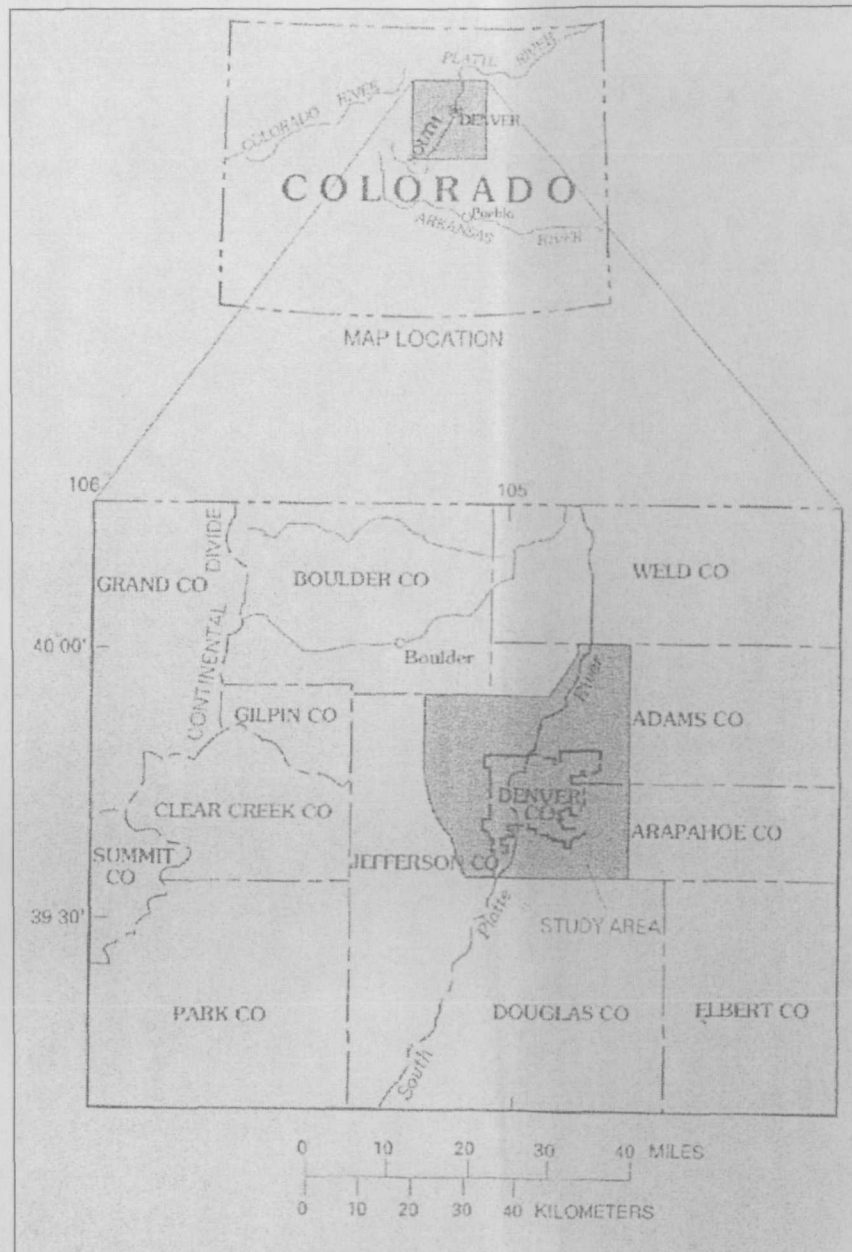 PLATTE RIVER
COLORADO RIVER
SOUTH
DENVER
COLORADO
Pueblo
ARKANSAS RIVER
MAP LOCATION
106
105
GRAND CO
CONTINENTAL DIVIDE
BOULDER CO
WELD CO
40 00'
Boulder
River
GILPIN CO
ADAMS CO
CLEAR CREEK CO
DENVER
CO
SUMMIT
CO
JEFFERSON CO
ARAPAHOE CO
39 30'
Platte
STUDY AREA
PARK CO
DOUGLAS CO
ELBERT CO
South
0 10 20 30 40 MILES
0 10 20 30 40 KILOMETERS